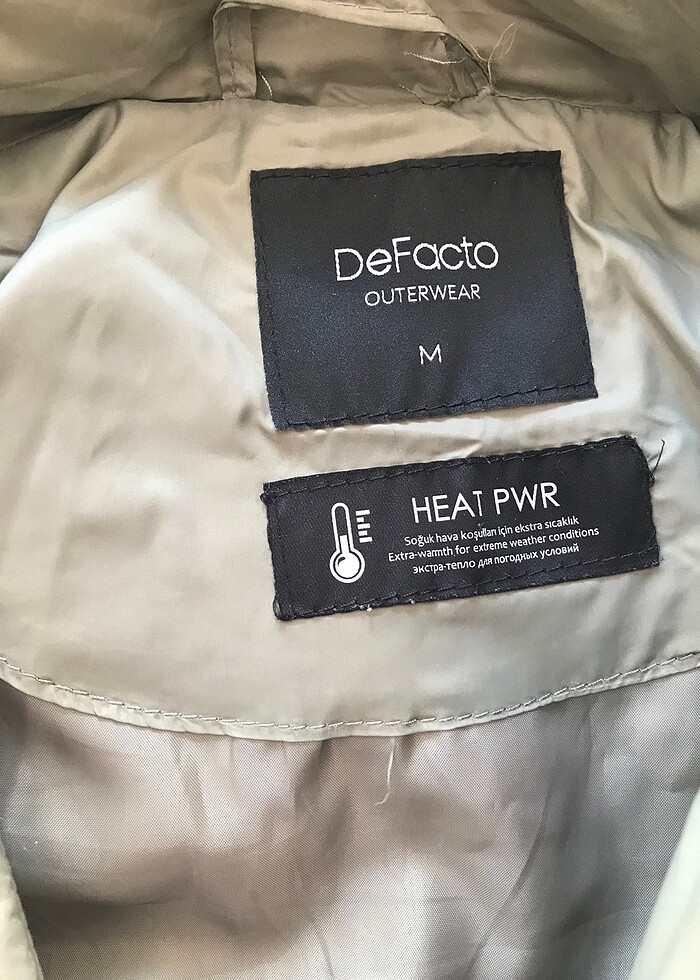 DeFacto
OUTERWEAR
M
HEAT PWR
Soğuk hava koşulları için ekstra sıcaklık
Extra-warmth for extreme weather conditions
экстра-тепло для погодных условий